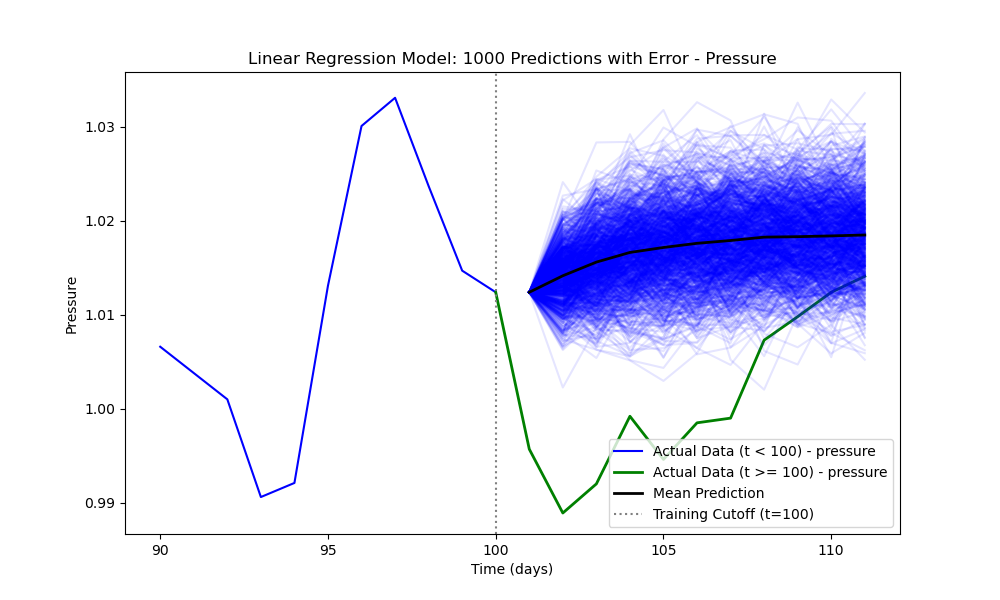 Linear Regression Model: 1000 Predictions with Error - Pressure
Pressure
1.03
1.02
1.01
1.00
0.99
90
95
100
105
110
Time (days)
Actual Data (t < 100) - pressure
Actual Data (t >= 100) - pressure
Mean Prediction
Training Cutoff (t=100)